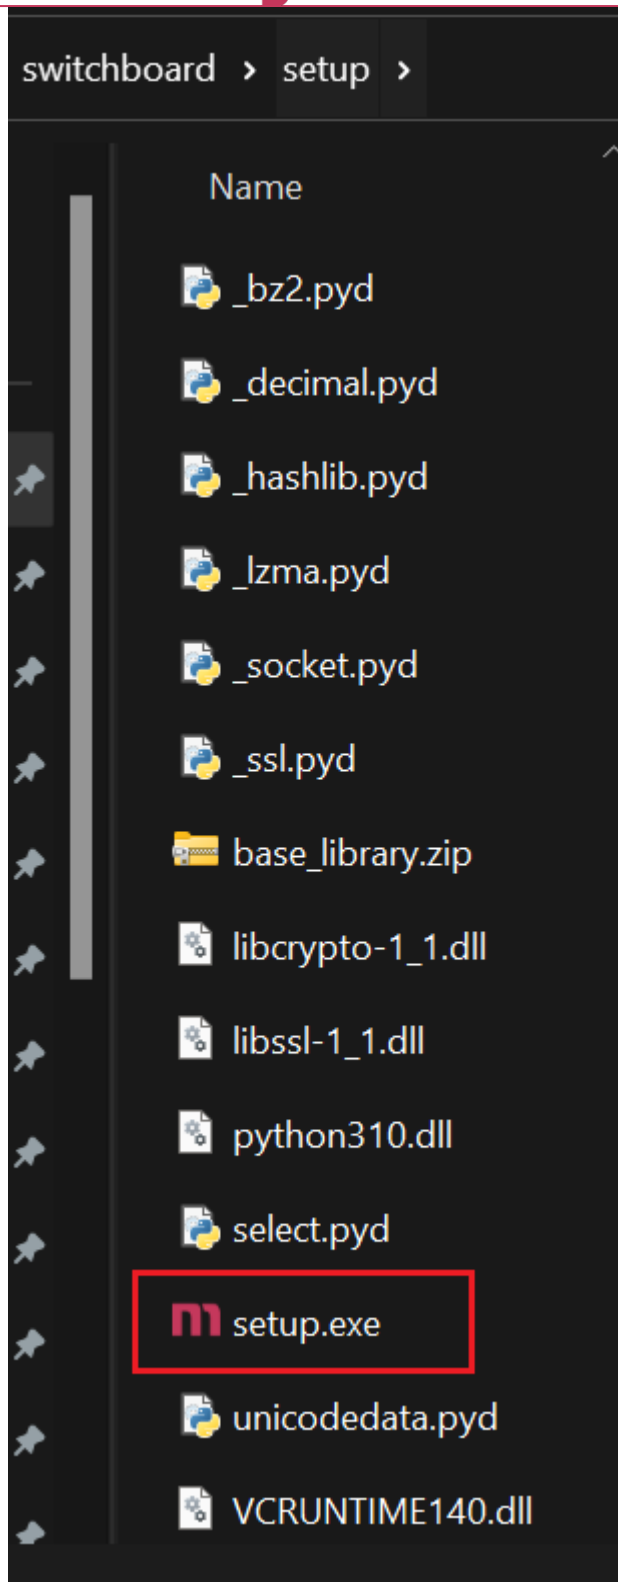 switchboard > setup >
Name
_bz2.pyd
_decimal.pyd
_hashlib.pyd
_lzma.pyd
_socket.pyd
_ssl.pyd
base_library.zip
libcrypto-1_1.dll
libssl-1_1.dll
python310.dll
select.pyd
setup.exe
unicodedata.pyd
VCRUNTIME140.dll